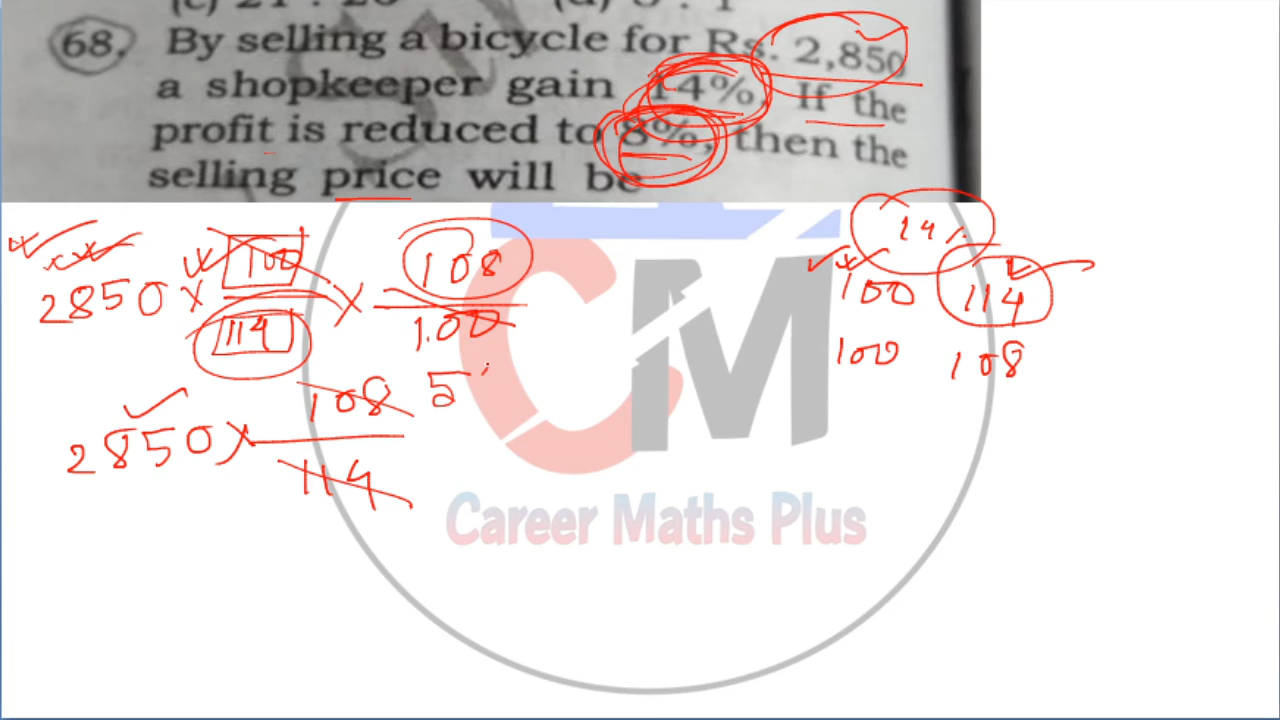 68. By selling a bicycle for Rs. 2,850
a shopkeeper gain 14%. If the
profit is reduced to 8%, then the
selling price will be
14%
2850 × 100/114 × 108/100
100 114
100 108
2850 × 108/114 5
CM
Career Maths Plus